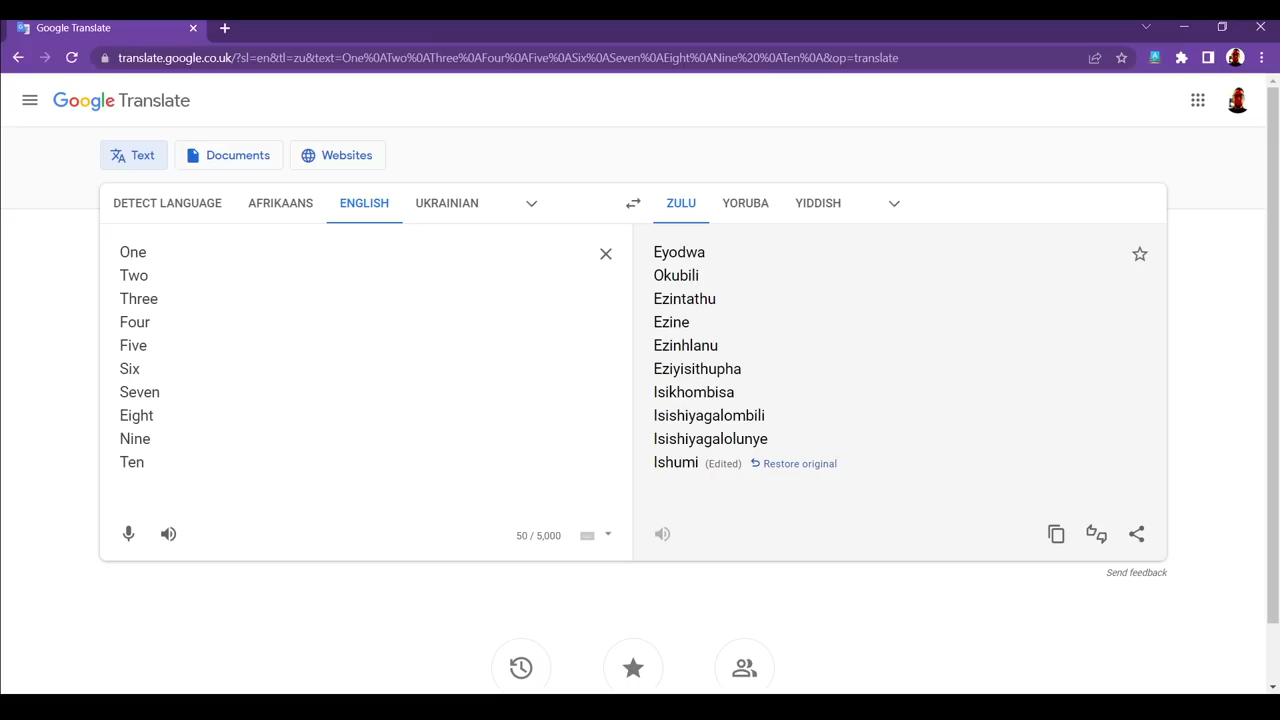 Google Translate
translate.google.co.uk/?sl=en&tl=zu&text=One%0ATwo%0AThree%0AFour%0AFive%0ASix%0ASeven%0AEight%0ANine%20%0ATen%0A&op=translate
Google Translate
Text Documents Websites
DETECT LANGUAGE AFRIKAANS ENGLISH UKRAINIAN ZULU YORUBA YIDDISH
One
Two
Three
Four
Five
Six
Seven
Eight
Nine
Ten
50 / 5,000
Eyodwa
Okubili
Ezintathu
Ezine
Ezinhlanu
Eziyisithupha
Isikhombisa
Isishiyagalombili
Isishiyagalolunye
Ishumi (Edited) Restore original
Send feedback